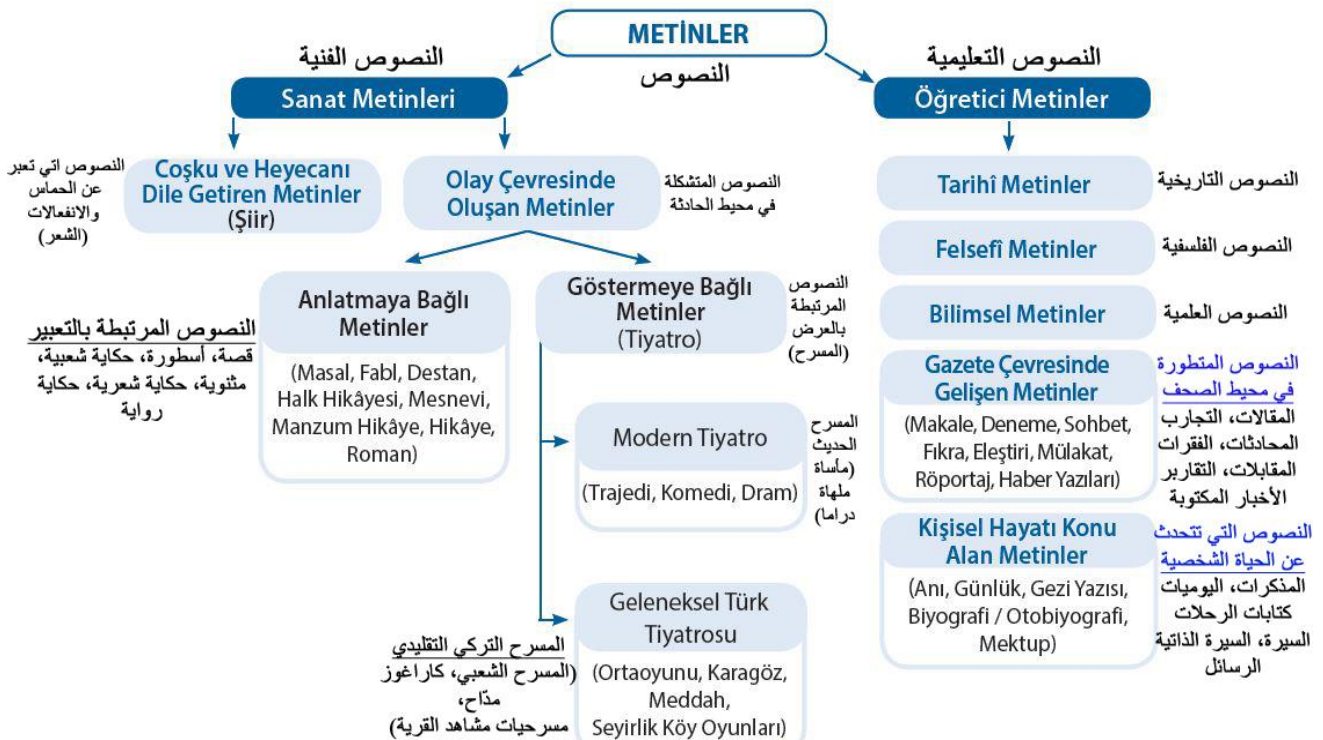 METİNLER
النصوص
النصوص الفنية
Sanat Metinleri
النصوص التعليمية
Öğretici Metinler
النصوص اتي تعبر
عن الحماس
والانفعالات
(الشعر)
Coşku ve Heyecanı
Dile Getiren Metinler
(Şiir)
Olay Çevresinde
Oluşan Metinler
النصوص المتشكلة
في محيط الحادثة
النصوص المرتبطة بالتعبير
قصة، أسطورة، حكاية شعبية،
مثنوية، حكاية شعرية، حكاية
رواية
Anlatmaya Bağlı
Metinler
(Masal, Fabl, Destan,
Halk Hikâyesi, Mesnevi,
Manzum Hikâye, Hikâye,
Roman)
Göstermeye Bağlı
Metinler
(Tiyatro)
النصوص
المرتبطة
بالعرض
(المسرح)
Modern Tiyatro
(Trajedi, Komedi, Dram)
المسرح
الحديث
(مأساة
ملهاة
دراما)
Geleneksel Türk
Tiyatrosu
(Ortaoyunu, Karagöz,
Meddah,
Seyirlik Köy Oyunları)
المسرح التركي التقليدي
(المسرح الشعبي، كاراغوز
مدّاح،
مسرحيات مشاهد القرية)
Tarihî Metinler
النصوص التاريخية
Felsefî Metinler
النصوص الفلسفية
Bilimsel Metinler
النصوص العلمية
Gazete Çevresinde
Gelişen Metinler
(Makale, Deneme, Sohbet,
Fıkra, Eleştiri, Mülakat,
Röportaj, Haber Yazıları)
النصوص المتطورة
في محيط الصحف
المقالات، التجارب
المحادثات، الفقرات
المقابلات، التقاربر
الأخبار المكتوبة
Kişisel Hayatı Konu
Alan Metinler
(Anı, Günlük, Gezi Yazısı,
Biyografi / Otobiyografi,
Mektup)
النصوص التي تتحدث
عن الحياة الشخصية
المذكرات، اليوميات
كتابات الرحلات
السيرة، السيرة الذاتية
الرسائل